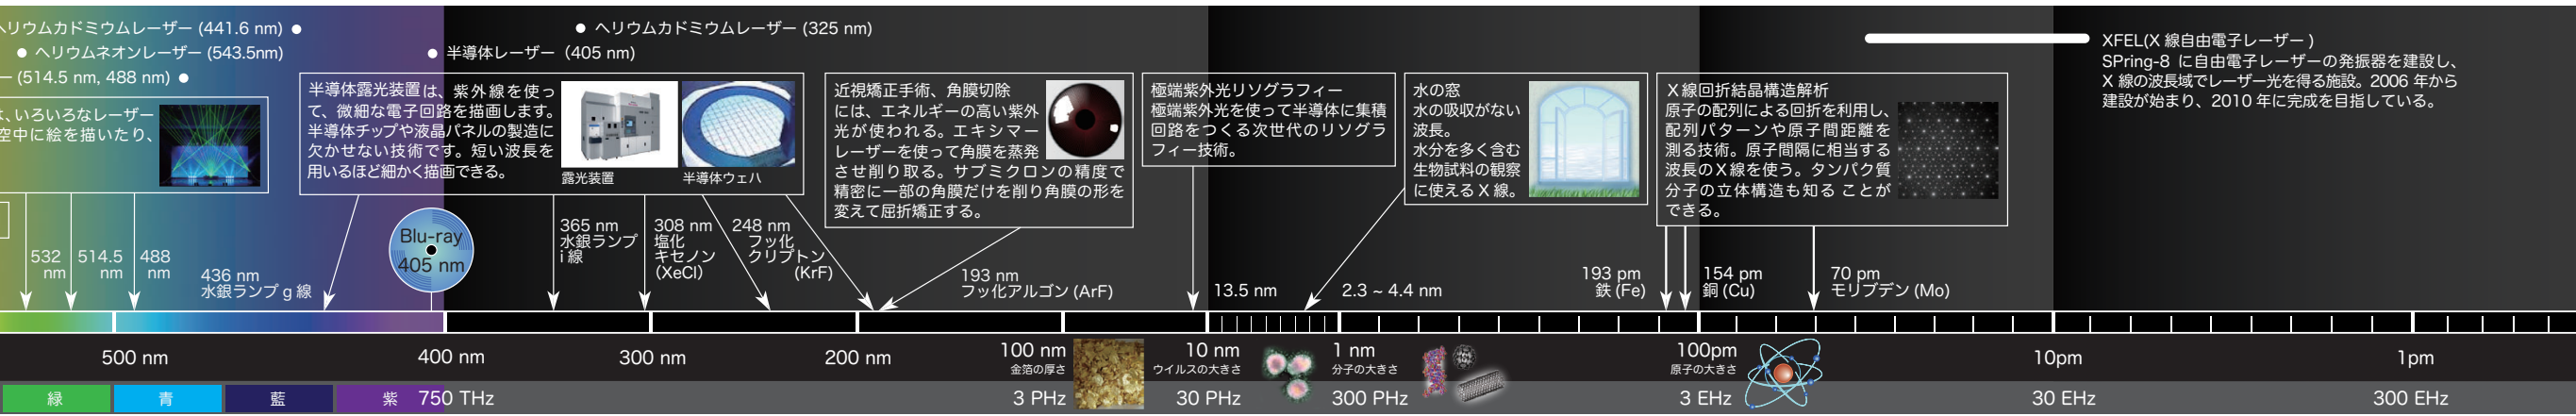 ヘリウムカドミウムレーザー (441.6 nm) ●
● ヘリウムネオンレーザー (543.5nm)
ー (514.5 nm, 488 nm) ●
● ヘリウムカドミウムレーザー (325 nm)
● 半導体レーザー（405 nm)
XFEL(X 線自由電子レーザー )
SPring-8 に自由電子レーザーの発振器を建設し、
X 線の波長域でレーザー光を得る施設。2006 年から
建設が始まり、2010 年に完成を目指している。
は、いろいろなレーザー
空中に絵を描いたり、
半導体露光装置は、紫外線を使っ
て、微細な電子回路を描画します。
半導体チップや液晶パネルの製造に
欠かせない技術です。短い波長を
用いるほど細かく描画できる。
露光装置
半導体ウェハ
近視矯正手術、角膜切除
には、エネルギーの高い紫外
光が使われる。エキシマー
レーザーを使って角膜を蒸発
させ削り取る。サブミクロンの精度で
精密に一部の角膜だけを削り角膜の形を
変えて屈折矯正する。
極端紫外光リソグラフィー
極端紫外光を使って半導体に集積
回路をつくる次世代のリソグラ
フィー技術。
水の窓
水の吸収がない
波長。
水分を多く含む
生物試料の観察
に使える X 線。
X線回折結晶構造解析
原子の配列による回折を利用し、
配列パターンや原子間距離を
測る技術。原子間隔に相当する
波長のX線を使う。タンパク質
分子の立体構造も知る ことが
できる。
532
nm
514.5
nm
488
nm
436 nm
水銀ランプ g 線
Blu-ray
405 nm
365 nm
水銀ランプ
i 線
308 nm
塩化
キセノン
(XeCl)
248 nm
フッ化
クリプトン
(KrF)
193 nm
フッ化アルゴン (ArF)
13.5 nm
2.3 ~ 4.4 nm
193 pm
鉄 (Fe)
154 pm
銅 (Cu)
70 pm
モリブデン (Mo)
500 nm
400 nm
300 nm
200 nm
100 nm
金箔の厚さ
10 nm
ウイルスの大きさ
1 nm
分子の大きさ
100pm
原子の大きさ
10pm
1pm
緑
青
藍
紫
750 THz
3 PHz
30 PHz
300 PHz
3 EHz
30 EHz
300 EHz